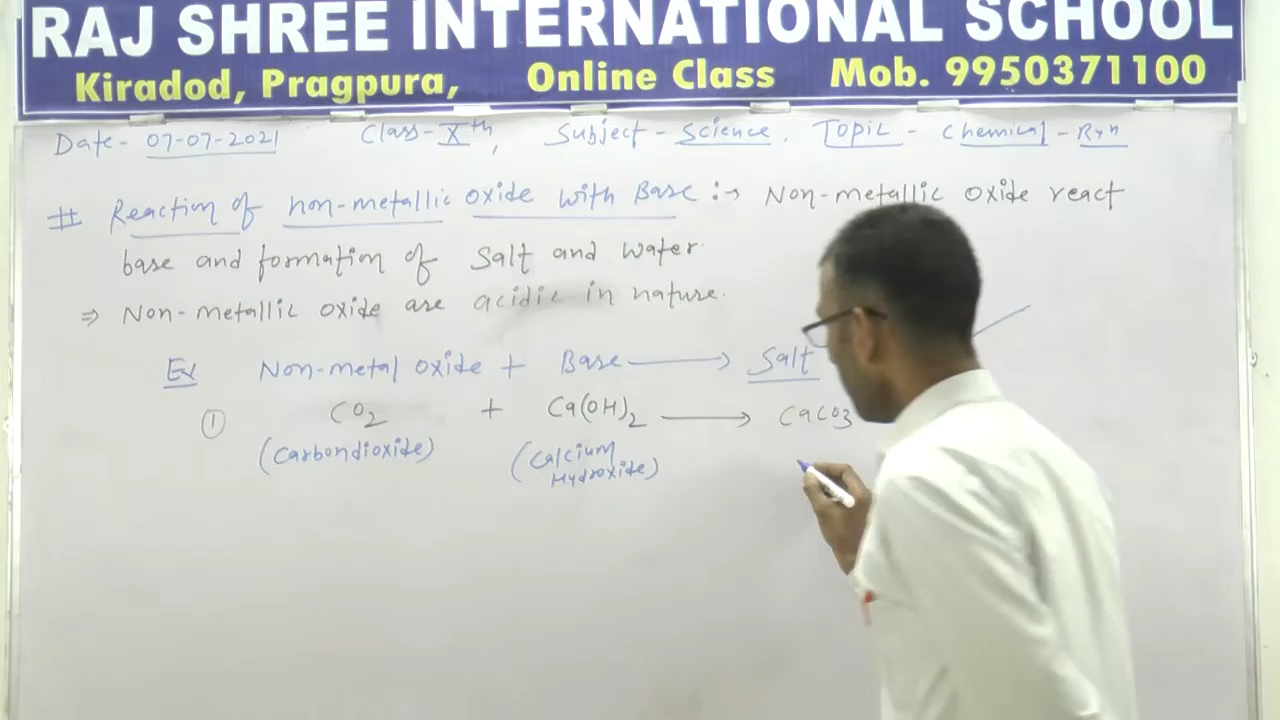 RAJ SHREE INTERNATIONAL SCHOOL
Kiradod, Pragpura, Online Class Mob. 9950371100
Date- 07-07-2021 Class- Xth, Subject - Science. Topic - Chemical - Rxn
# Reaction of non-metallic oxide with Base :→ Non-metallic oxide react
base and formation of salt and water.
⇒ Non-metallic oxide are acidic in nature.
Ex Non-metal oxide + Base → Salt
① CO2 + Ca(OH)2 → CaCO3
(Carbondioxide) (Calcium
Hydroxide)